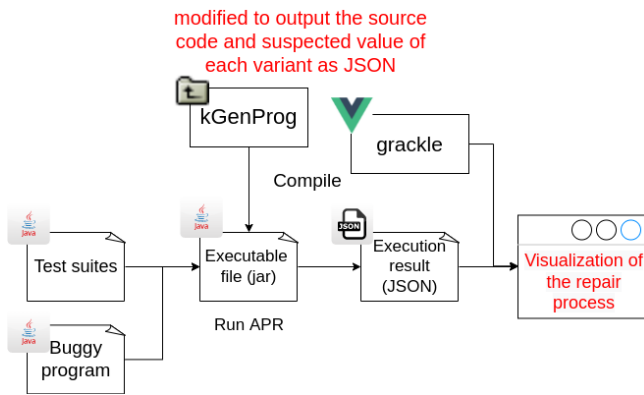 modified to output the source
code and suspected value of
each variant as JSON
kGenProg
grackle
Compile
Java
Test suites
Java
Executable
file (jar)
JSON
Execution
result
(JSON)
Visualization of
the repair
process
Run APR
Java
Buggy
program